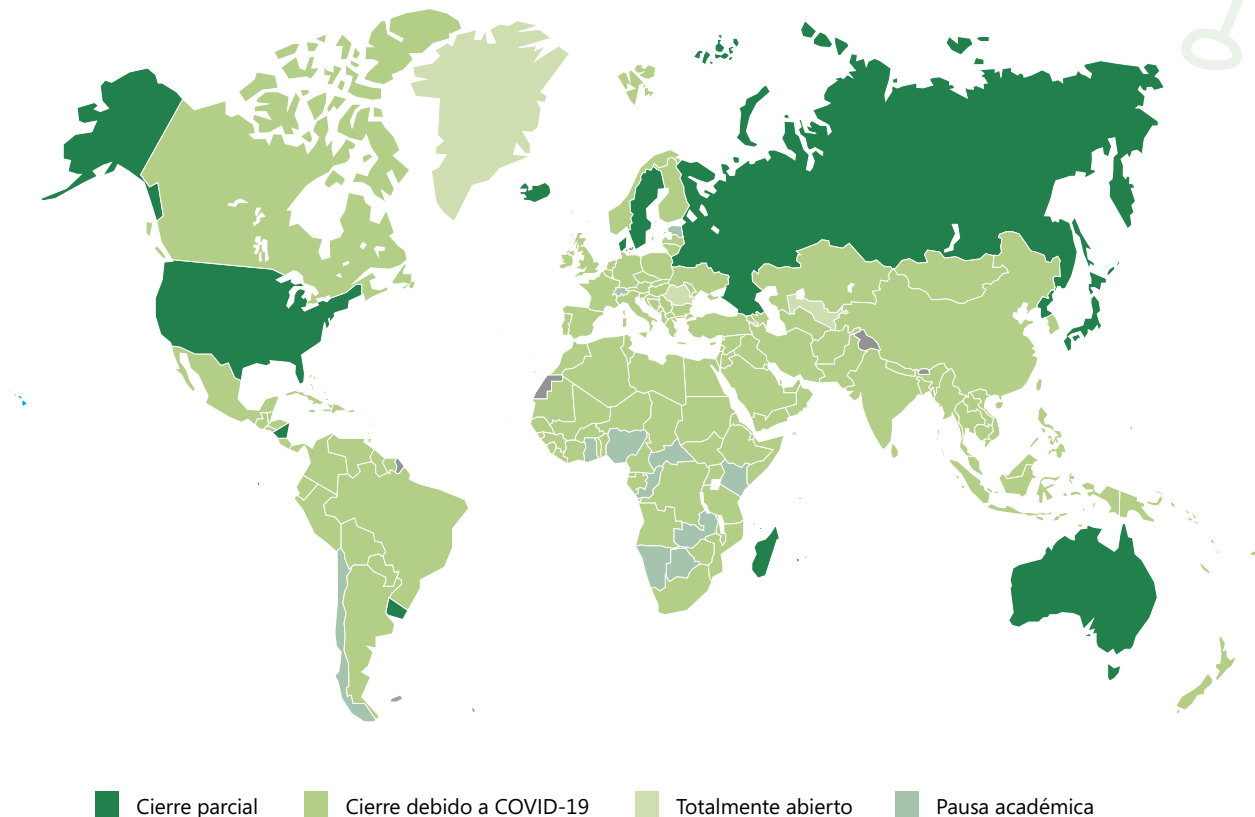 Cierre parcial
Cierre debido a COVID-19
Totalmente abierto
Pausa académica